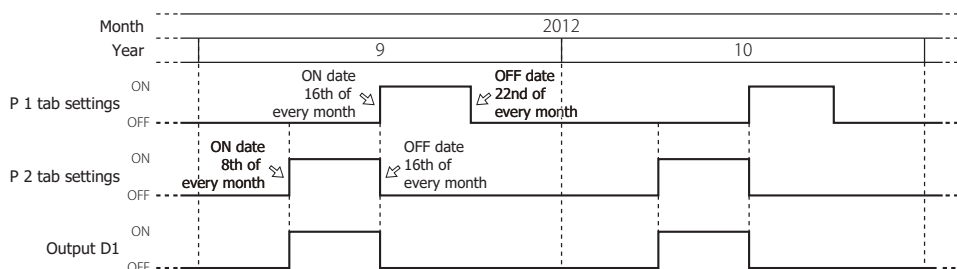 Month
2012
Year
9
10
P 1 tab settings
ON
OFF
ON date
16th of
every month
OFF date
22nd of
every month
P 2 tab settings
ON
OFF
ON date
8th of
every month
OFF date
16th of
every month
Output D1
ON
OFF